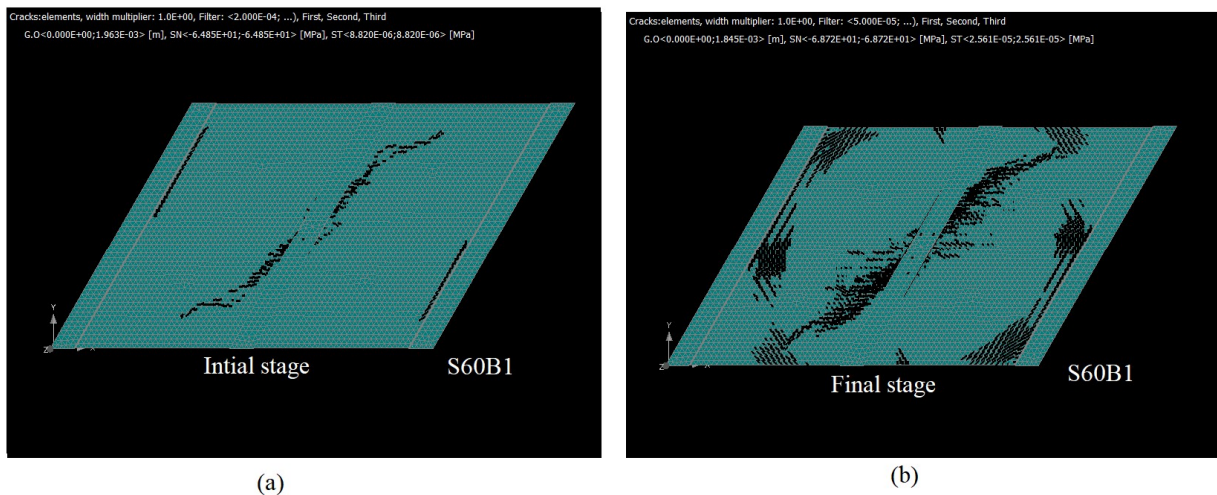 Cracks:elements, width multiplier: 1.0E+00, Filter: <2.000E-04; ...), First, Second, Third
G.O<0.000E+00;1.963E-03> [m], SN<-6.485E+01;-6.485E+01> [MPa], ST<8.820E-06;8.820E-06> [MPa]
Y
Z
X
Intial stage
S60B1
(a)
Cracks:elements, width multiplier: 1.0E+00, Filter: <5.000E-05; ...), First, Second, Third
G.O<0.000E+00;1.845E-03> [m], SN<-6.872E+01;-6.872E+01> [MPa], ST<2.561E-05;2.561E-05> [MPa]
Y
Z
X
Final stage
S60B1
(b)